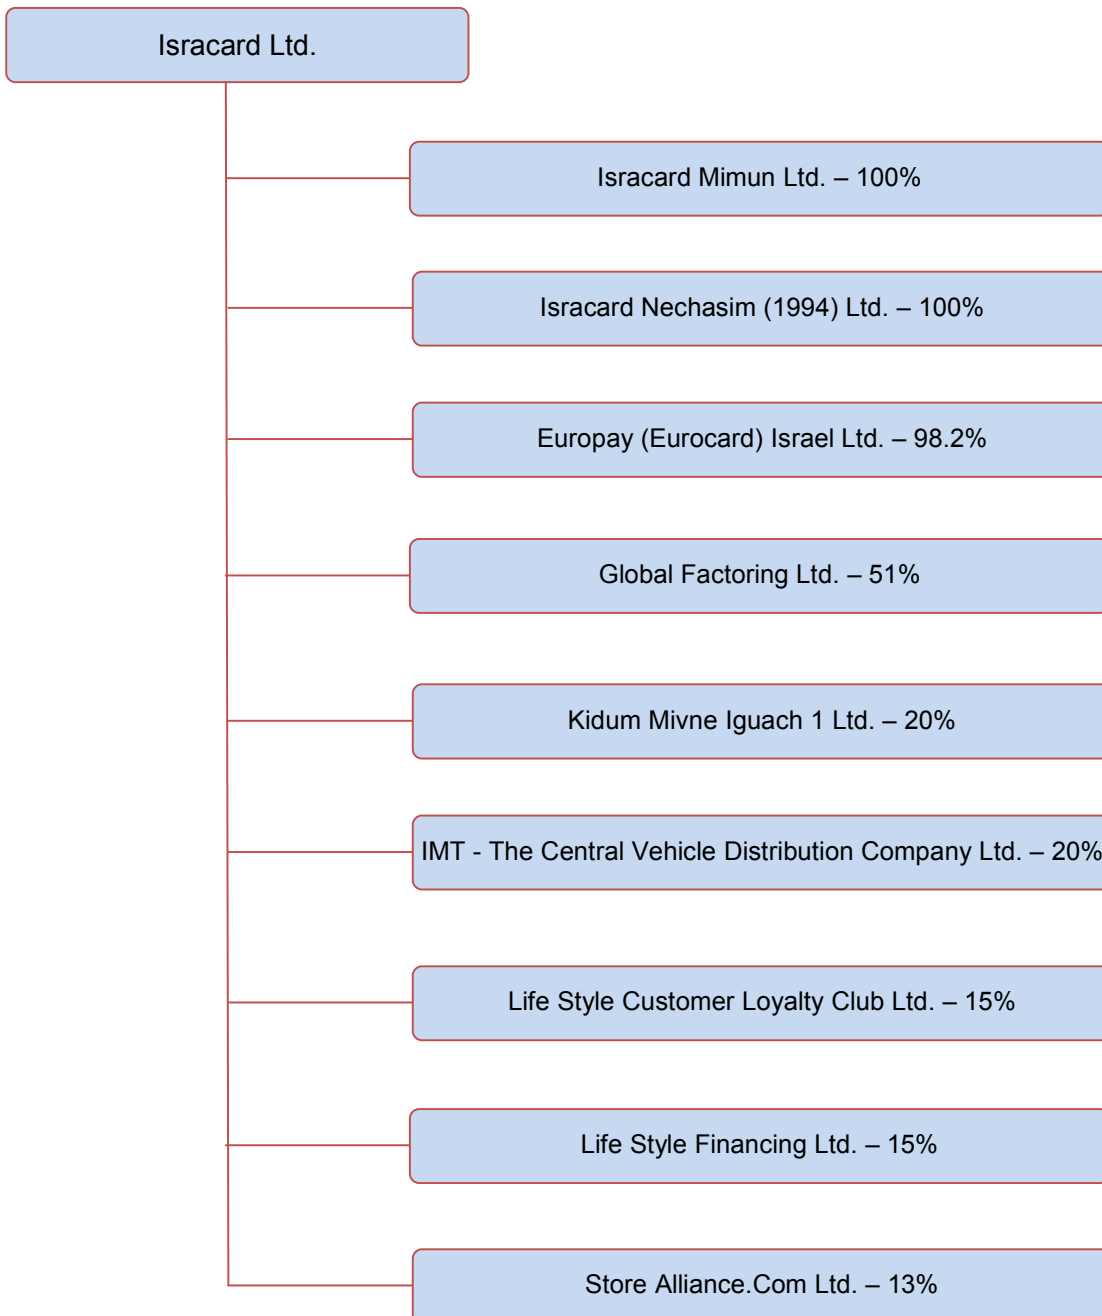 Isracard Ltd.
Isracard Mimun Ltd. – 100%
Isracard Nechasim (1994) Ltd. – 100%
Europay (Eurocard) Israel Ltd. – 98.2%
Global Factoring Ltd. – 51%
Kidum Mivne Iguach 1 Ltd. – 20%
IMT - The Central Vehicle Distribution Company Ltd. – 20%
Life Style Customer Loyalty Club Ltd. – 15%
Life Style Financing Ltd. – 15%
Store Alliance.Com Ltd. – 13%